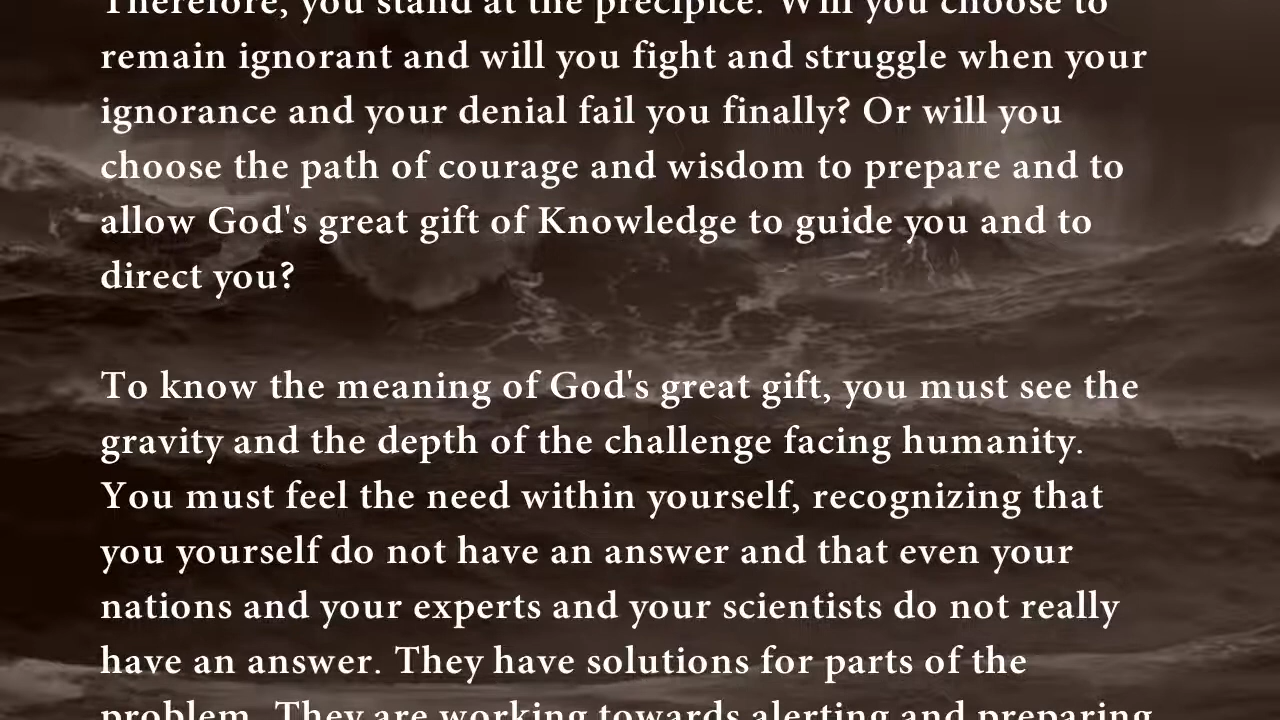 Therefore, you stand at the precipice. Will you choose to
remain ignorant and will you fight and struggle when your
ignorance and your denial fail you finally? Or will you
choose the path of courage and wisdom to prepare and to
allow God's great gift of Knowledge to guide you and to
direct you?
To know the meaning of God's great gift, you must see the
gravity and the depth of the challenge facing humanity.
You must feel the need within yourself, recognizing that
you yourself do not have an answer and that even your
nations and your experts and your scientists do not really
have an answer. They have solutions for parts of the
problem. They are working towards alerting and preparing